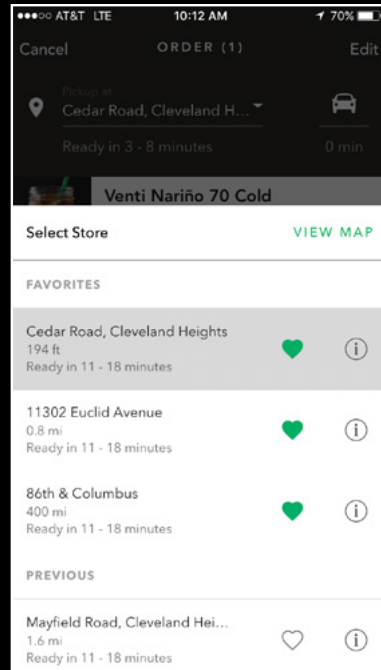 AT&T LTE 10:12 AM 70%
Cancel ORDER (1) Edit
Pickup at
Cedar Road, Cleveland H...
Ready in 3 - 8 minutes 0 min
Venti Nariño 70 Cold
Select Store VIEW MAP
FAVORITES
Cedar Road, Cleveland Heights
194 ft
Ready in 11 - 18 minutes
11302 Euclid Avenue
0.8 mi
Ready in 11 - 18 minutes
86th & Columbus
400 mi
Ready in 11 - 18 minutes
PREVIOUS
Mayfield Road, Cleveland Hei...
1.6 mi
Ready in 11 - 18 minutes